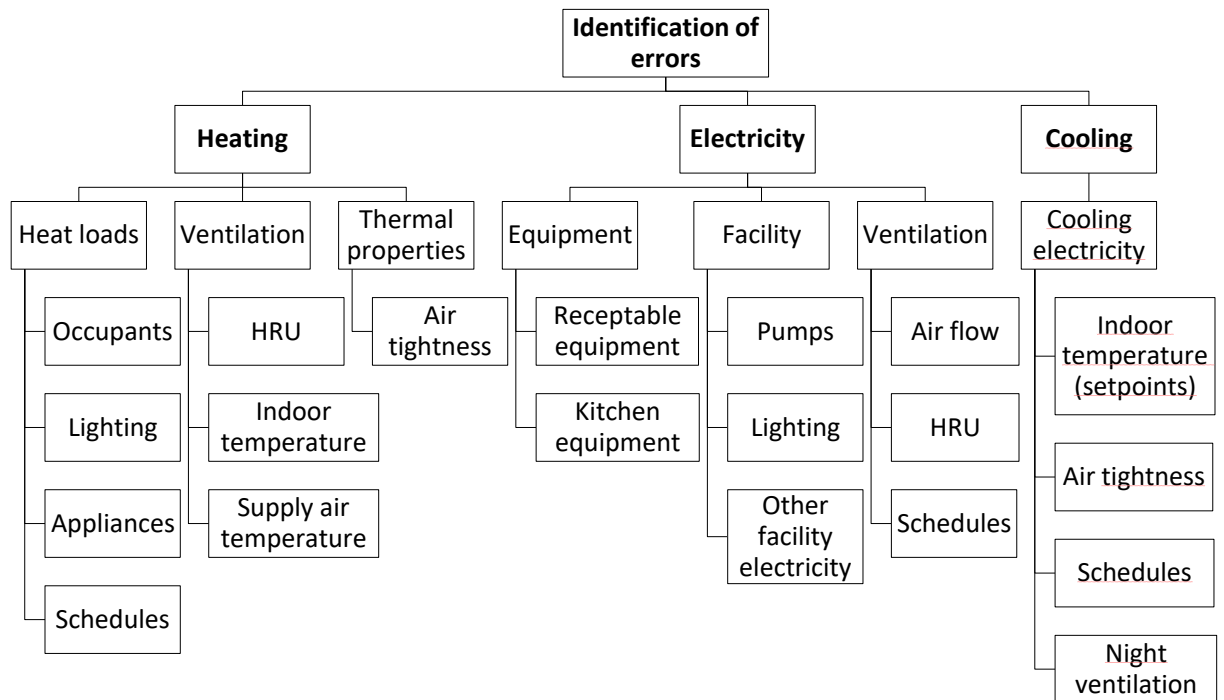 Identification of
errors
Heating
Electricity
Cooling
Heat loads
Ventilation
Thermal
properties
Equipment
Facility
Ventilation
Cooling
electricity
Occupants
Lighting
Appliances
Schedules
HRU
Indoor
temperature
Supply air
temperature
Air
tightness
Receptable
equipment
Kitchen
equipment
Pumps
Lighting
Other
facility
electricity
Air flow
HRU
Schedules
Indoor
temperature
(setpoints)
Air tightness
Schedules
Night
ventilation